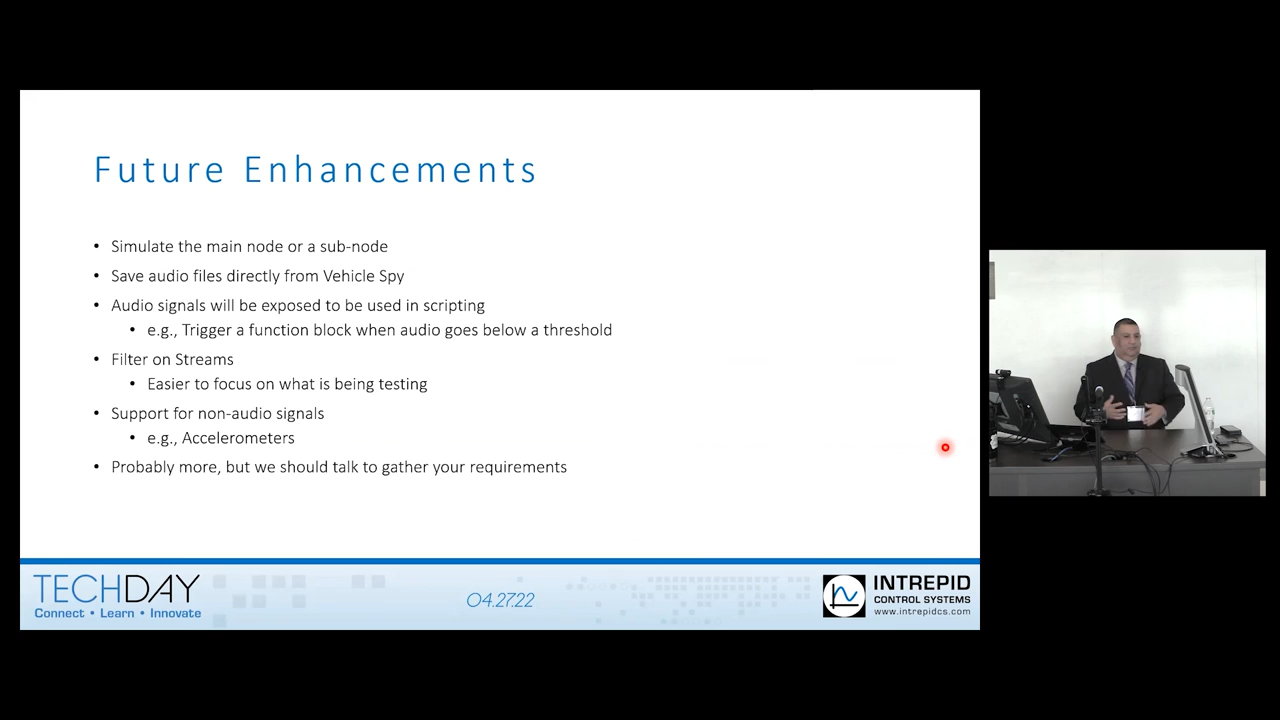 Future Enhancements
• Simulate the main node or a sub-node
• Save audio files directly from Vehicle Spy
• Audio signals will be exposed to be used in scripting
• e.g., Trigger a function block when audio goes below a threshold
• Filter on Streams
• Easier to focus on what is being testing
• Support for non-audio signals
• e.g., Accelerometers
• Probably more, but we should talk to gather your requirements
TECHDAY
Connect • Learn • Innovate
04.27.22
INTREPID
CONTROL SYSTEMS
www.intrepidcs.com